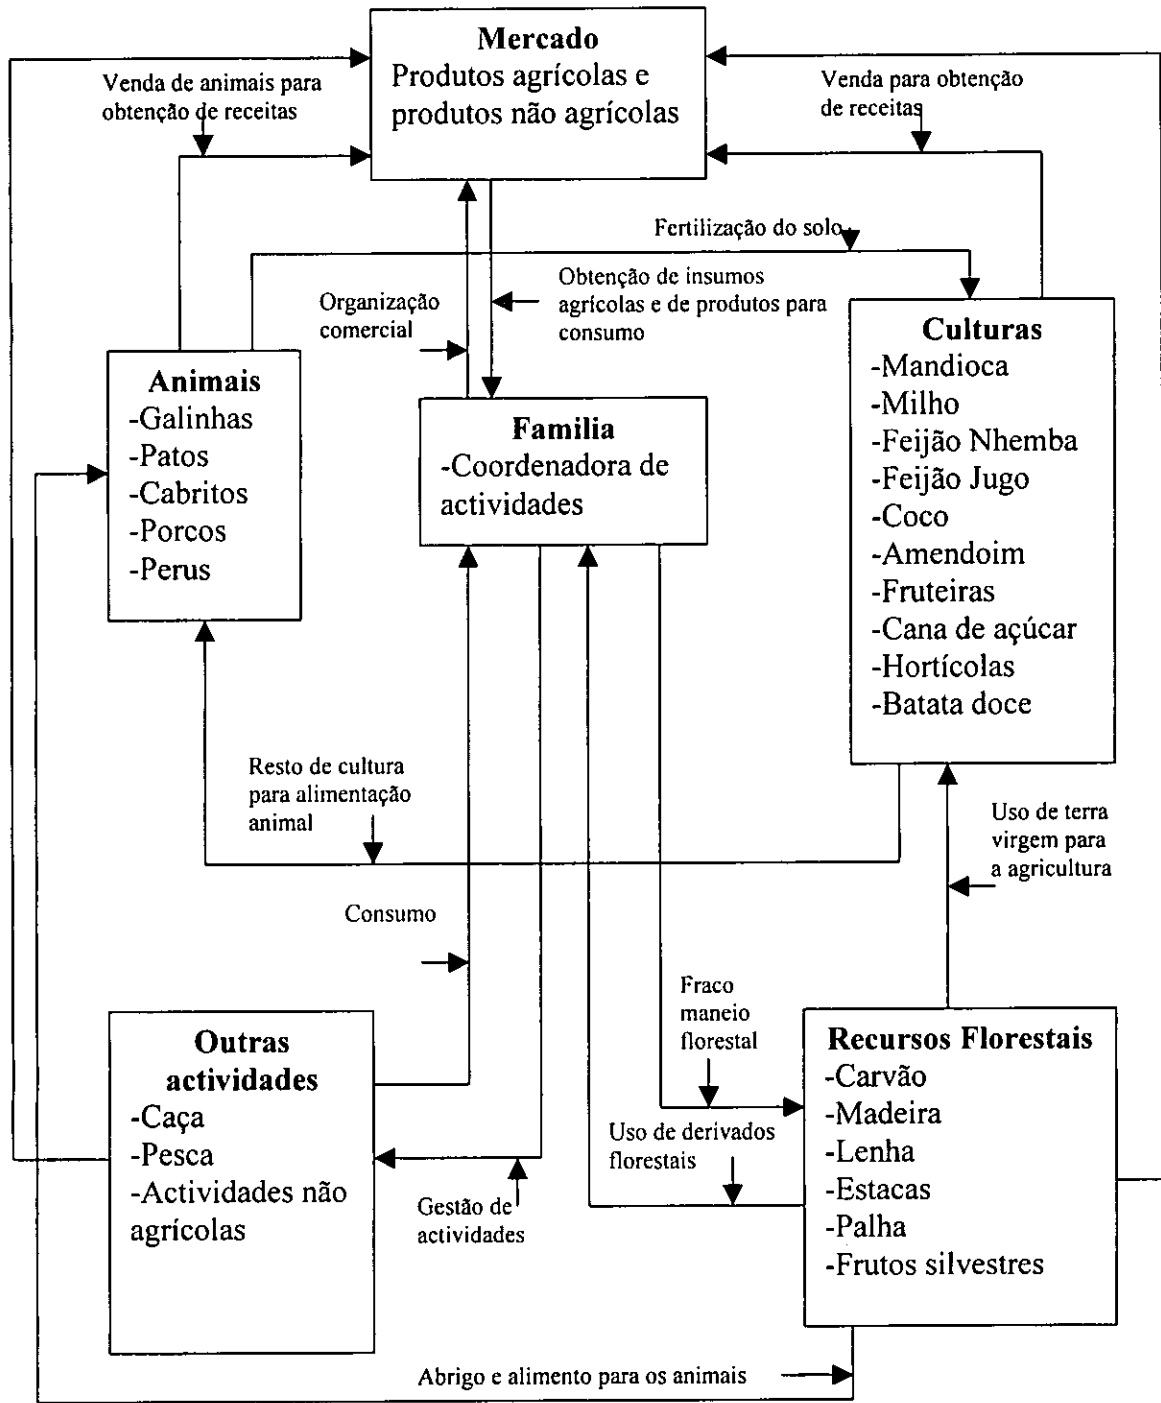 Mercado
Produtos agrícolas e
produtos não agrícolas
Venda de animais para
obtenção de receitas
Venda para obtenção
de receitas
Fertilização do solo
Organização
comercial
Obtenção de insumos
agrícolas e de produtos para
consumo
Animais
-Galinhas
-Patos
-Cabritos
-Porcos
-Perus
Familia
-Coordenadora de
actividades
Culturas
-Mandioca
-Milho
-Feijão Nhemba
-Feijão Jugo
-Coco
-Amendoim
-Fruteiras
-Cana de açúcar
-Hortícolas
-Batata doce
Resto de cultura
para alimentação
animal
Uso de terra
virgem para
a agricultura
Consumo
Fraco
maneio
florestal
Outras
actividades
-Caça
-Pesca
-Actividades não
agrícolas
Uso de derivados
florestais
Gestão de
actividades
Recursos Florestais
-Carvão
-Madeira
-Lenha
-Estacas
-Palha
-Frutos silvestres
Abrigo e alimento para os animais